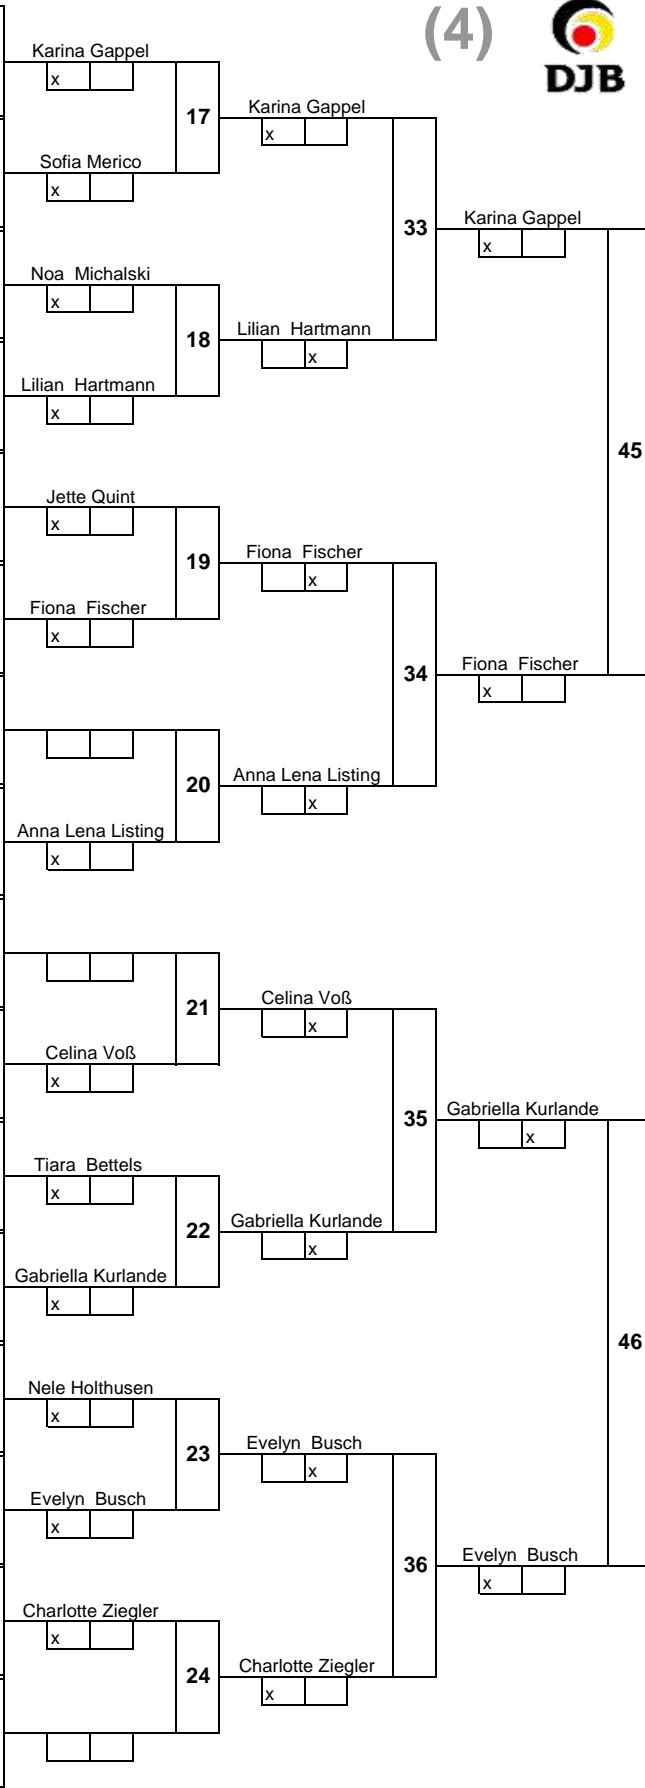 (4)
DJB
Karina Gappel
x
17
Karina Gappel
x
Sofia Merico
x
33
Karina Gappel
x
Noa Michalski
x
18
Lilian Hartmann
x
Lilian Hartmann
x
45
Jette Quint
x
19
Fiona Fischer
x
Fiona Fischer
x
34
Fiona Fischer
x
20
Anna Lena Listing
x
Anna Lena Listing
x
21
Celina Voß
x
Celina Voß
x
35
Gabriella Kurlande
x
Tiara Bettels
x
22
Gabriella Kurlande
x
Gabriella Kurlande
x
46
Nele Holthusen
x
23
Evelyn Busch
x
Evelyn Busch
x
36
Evelyn Busch
x
Charlotte Ziegler
x
24
Charlotte Ziegler
x